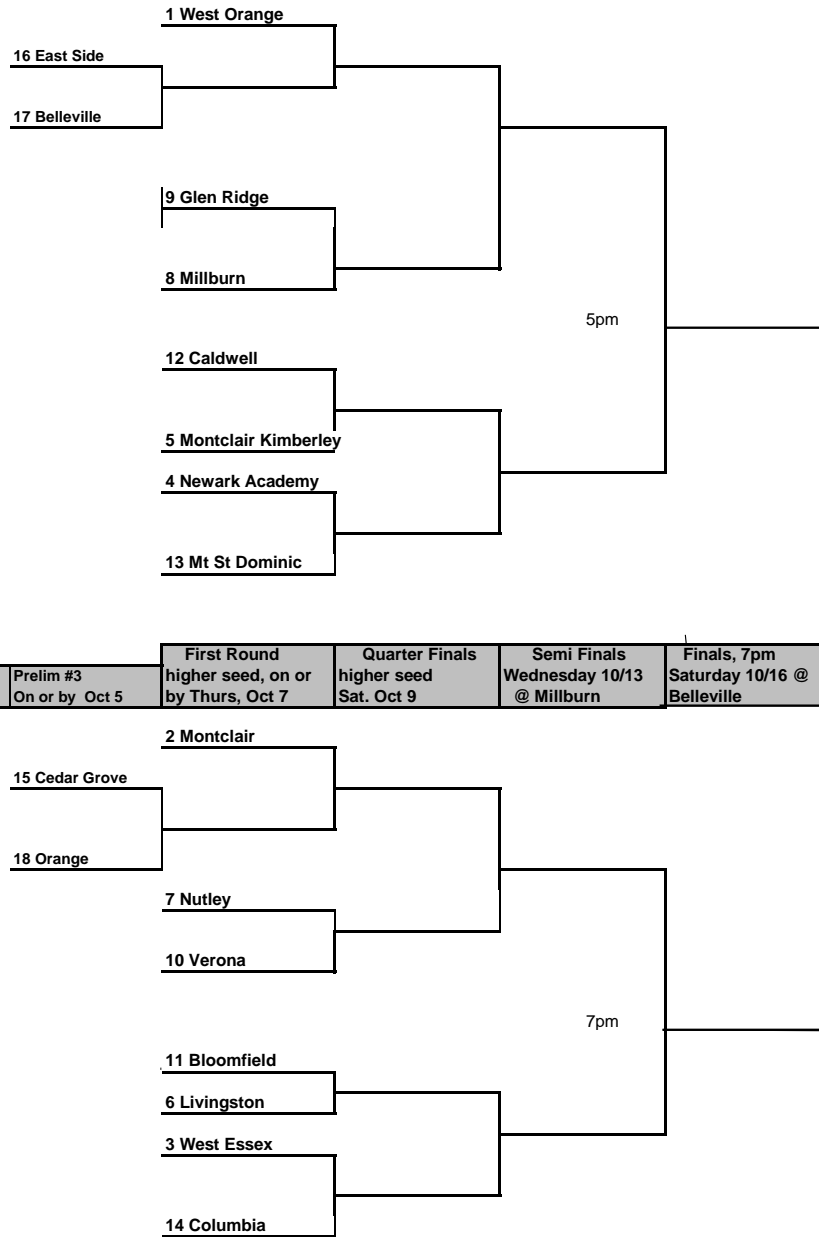 1 West Orange
16 East Side
17 Belleville
9 Glen Ridge
8 Millburn
5pm
12 Caldwell
5 Montclair Kimberley
4 Newark Academy
13 Mt St Dominic
Prelim #3
On or by Oct 5
First Round
higher seed, on or
by Thurs, Oct 7
Quarter Finals
higher seed
Sat. Oct 9
Semi Finals
Wednesday 10/13
@ Millburn
Finals, 7pm
Saturday 10/16 @
Belleville
2 Montclair
15 Cedar Grove
18 Orange
7 Nutley
10 Verona
7pm
11 Bloomfield
6 Livingston
3 West Essex
14 Columbia